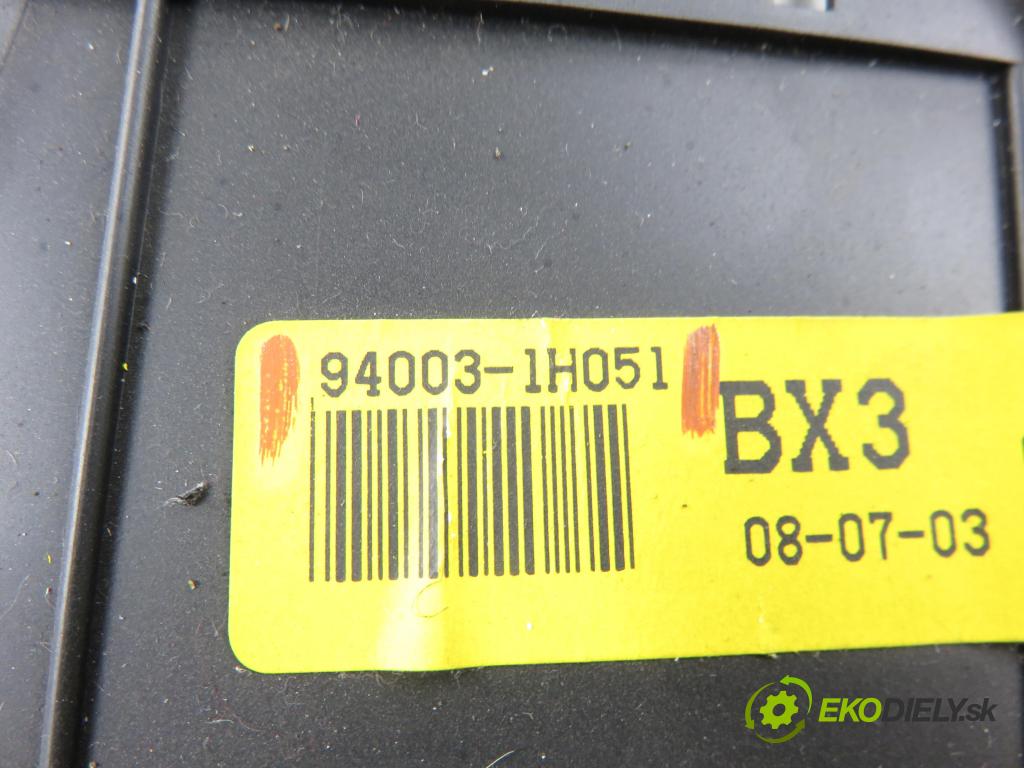 94003-1H051
BX3
08-07-03
EKODIELY.sk